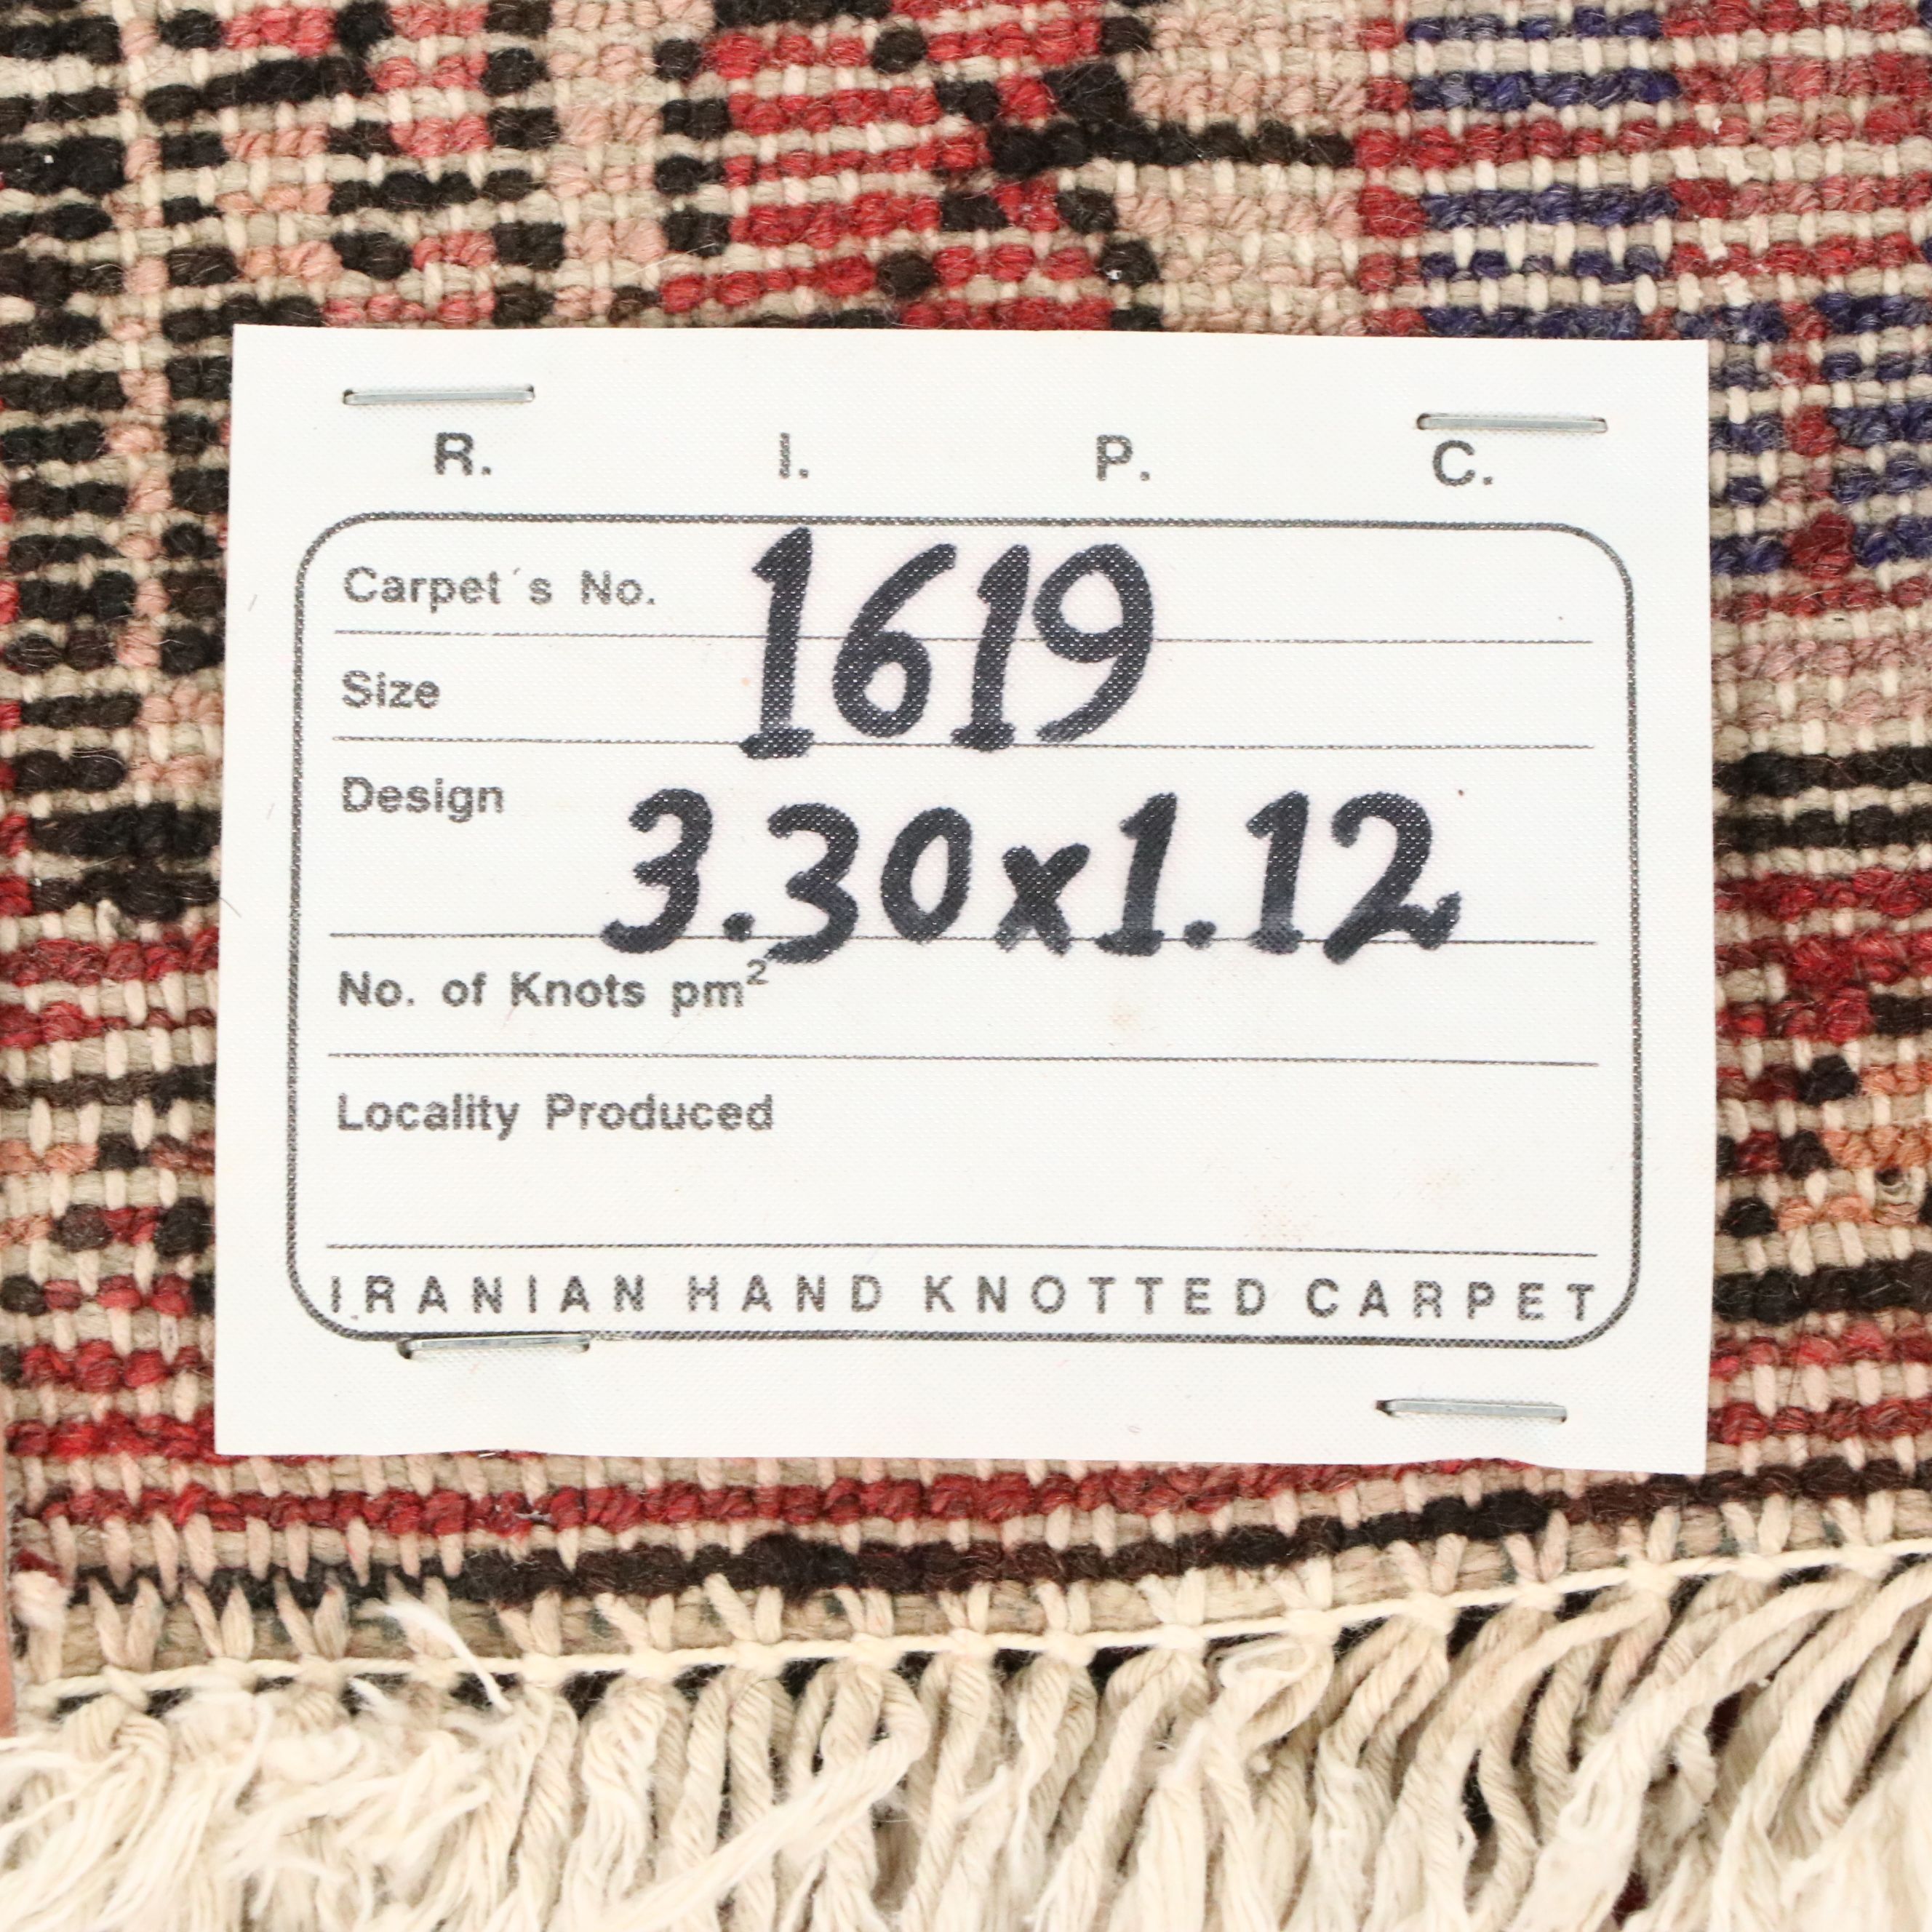 R. I. P. C.
Carpet´s No. 1619
Size
Design 3.30x1.12
No. of Knots pm²
Locality Produced
IRANIAN HAND KNOTTED CARPET